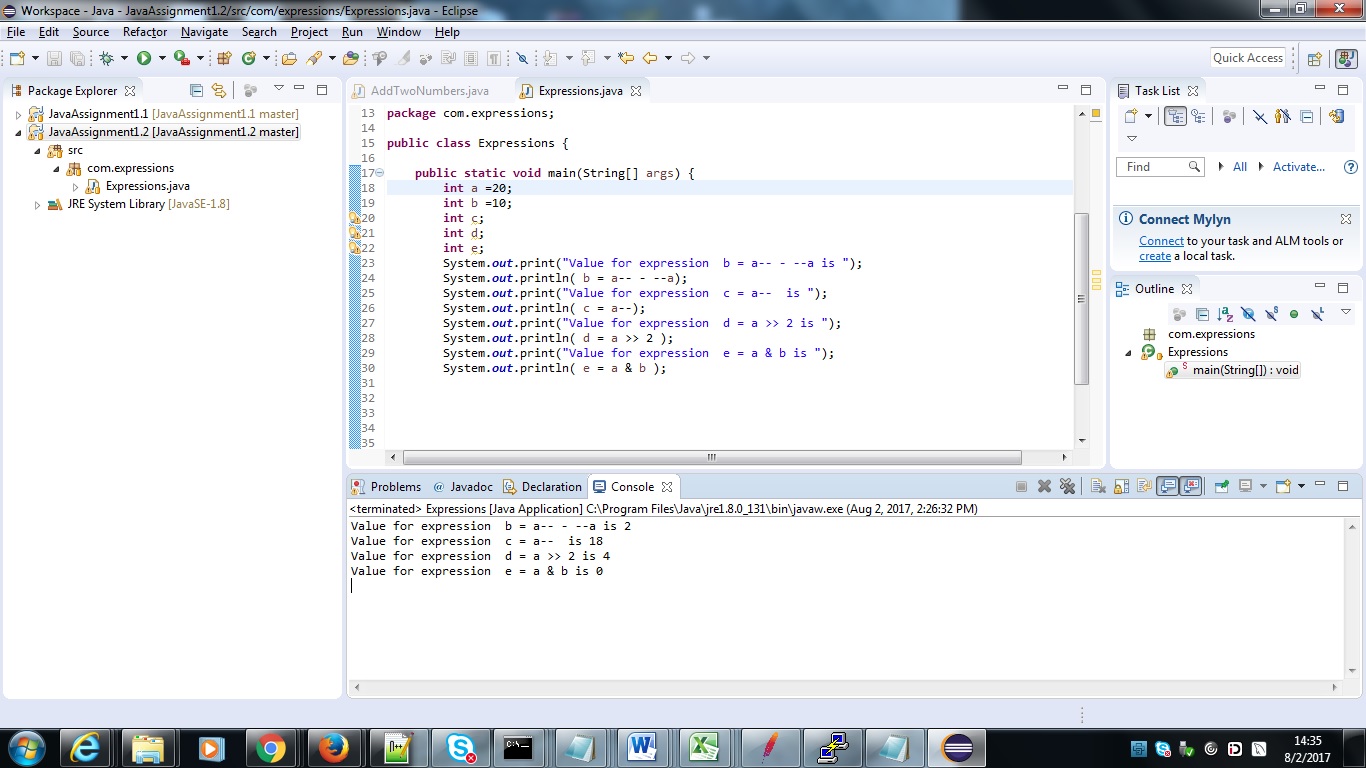 Workspace - Java - JavaAssignment1.2/src/com/expressions/Expressions.java - Eclipse
File Edit Source Refactor Navigate Search Project Run Window Help
Quick Access
Package Explorer
JavaAssignment1.1 [JavaAssignment1.1 master]
JavaAssignment1.2 [JavaAssignment1.2 master]
src
com.expressions
Expressions.java
JRE System Library [JavaSE-1.8]
AddTwoNumbers.java
Expressions.java
13 package com.expressions;
14
15 public class Expressions {
16
17 public static void main(String[] args) {
18 int a =20;
19 int b =10;
20 int c;
21 int d;
22 int e;
23 System.out.print("Value for expression  b = a-- - --a is ");
24 System.out.println( b = a-- - --a);
25 System.out.print("Value for expression  c = a--  is ");
26 System.out.println( c = a--);
27 System.out.print("Value for expression  d = a >> 2 is ");
28 System.out.println( d = a >> 2 );
29 System.out.print("Value for expression  e = a & b is ");
30 System.out.println( e = a & b );
31
32
33
34
35
Task List
Find
All
Activate...
Connect Mylyn
Connect to your task and ALM tools or
create a local task.
Outline
com.expressions
Expressions
main(String[]) : void
Problems
@ Javadoc
Declaration
Console
<terminated> Expressions [Java Application] C:\Program Files\Java\jre1.8.0_131\bin\javaw.exe (Aug 2, 2017, 2:26:32 PM)
Value for expression  b = a-- - --a is 2
Value for expression  c = a--  is 18
Value for expression  d = a >> 2 is 4
Value for expression  e = a & b is 0
14:35
8/2/2017